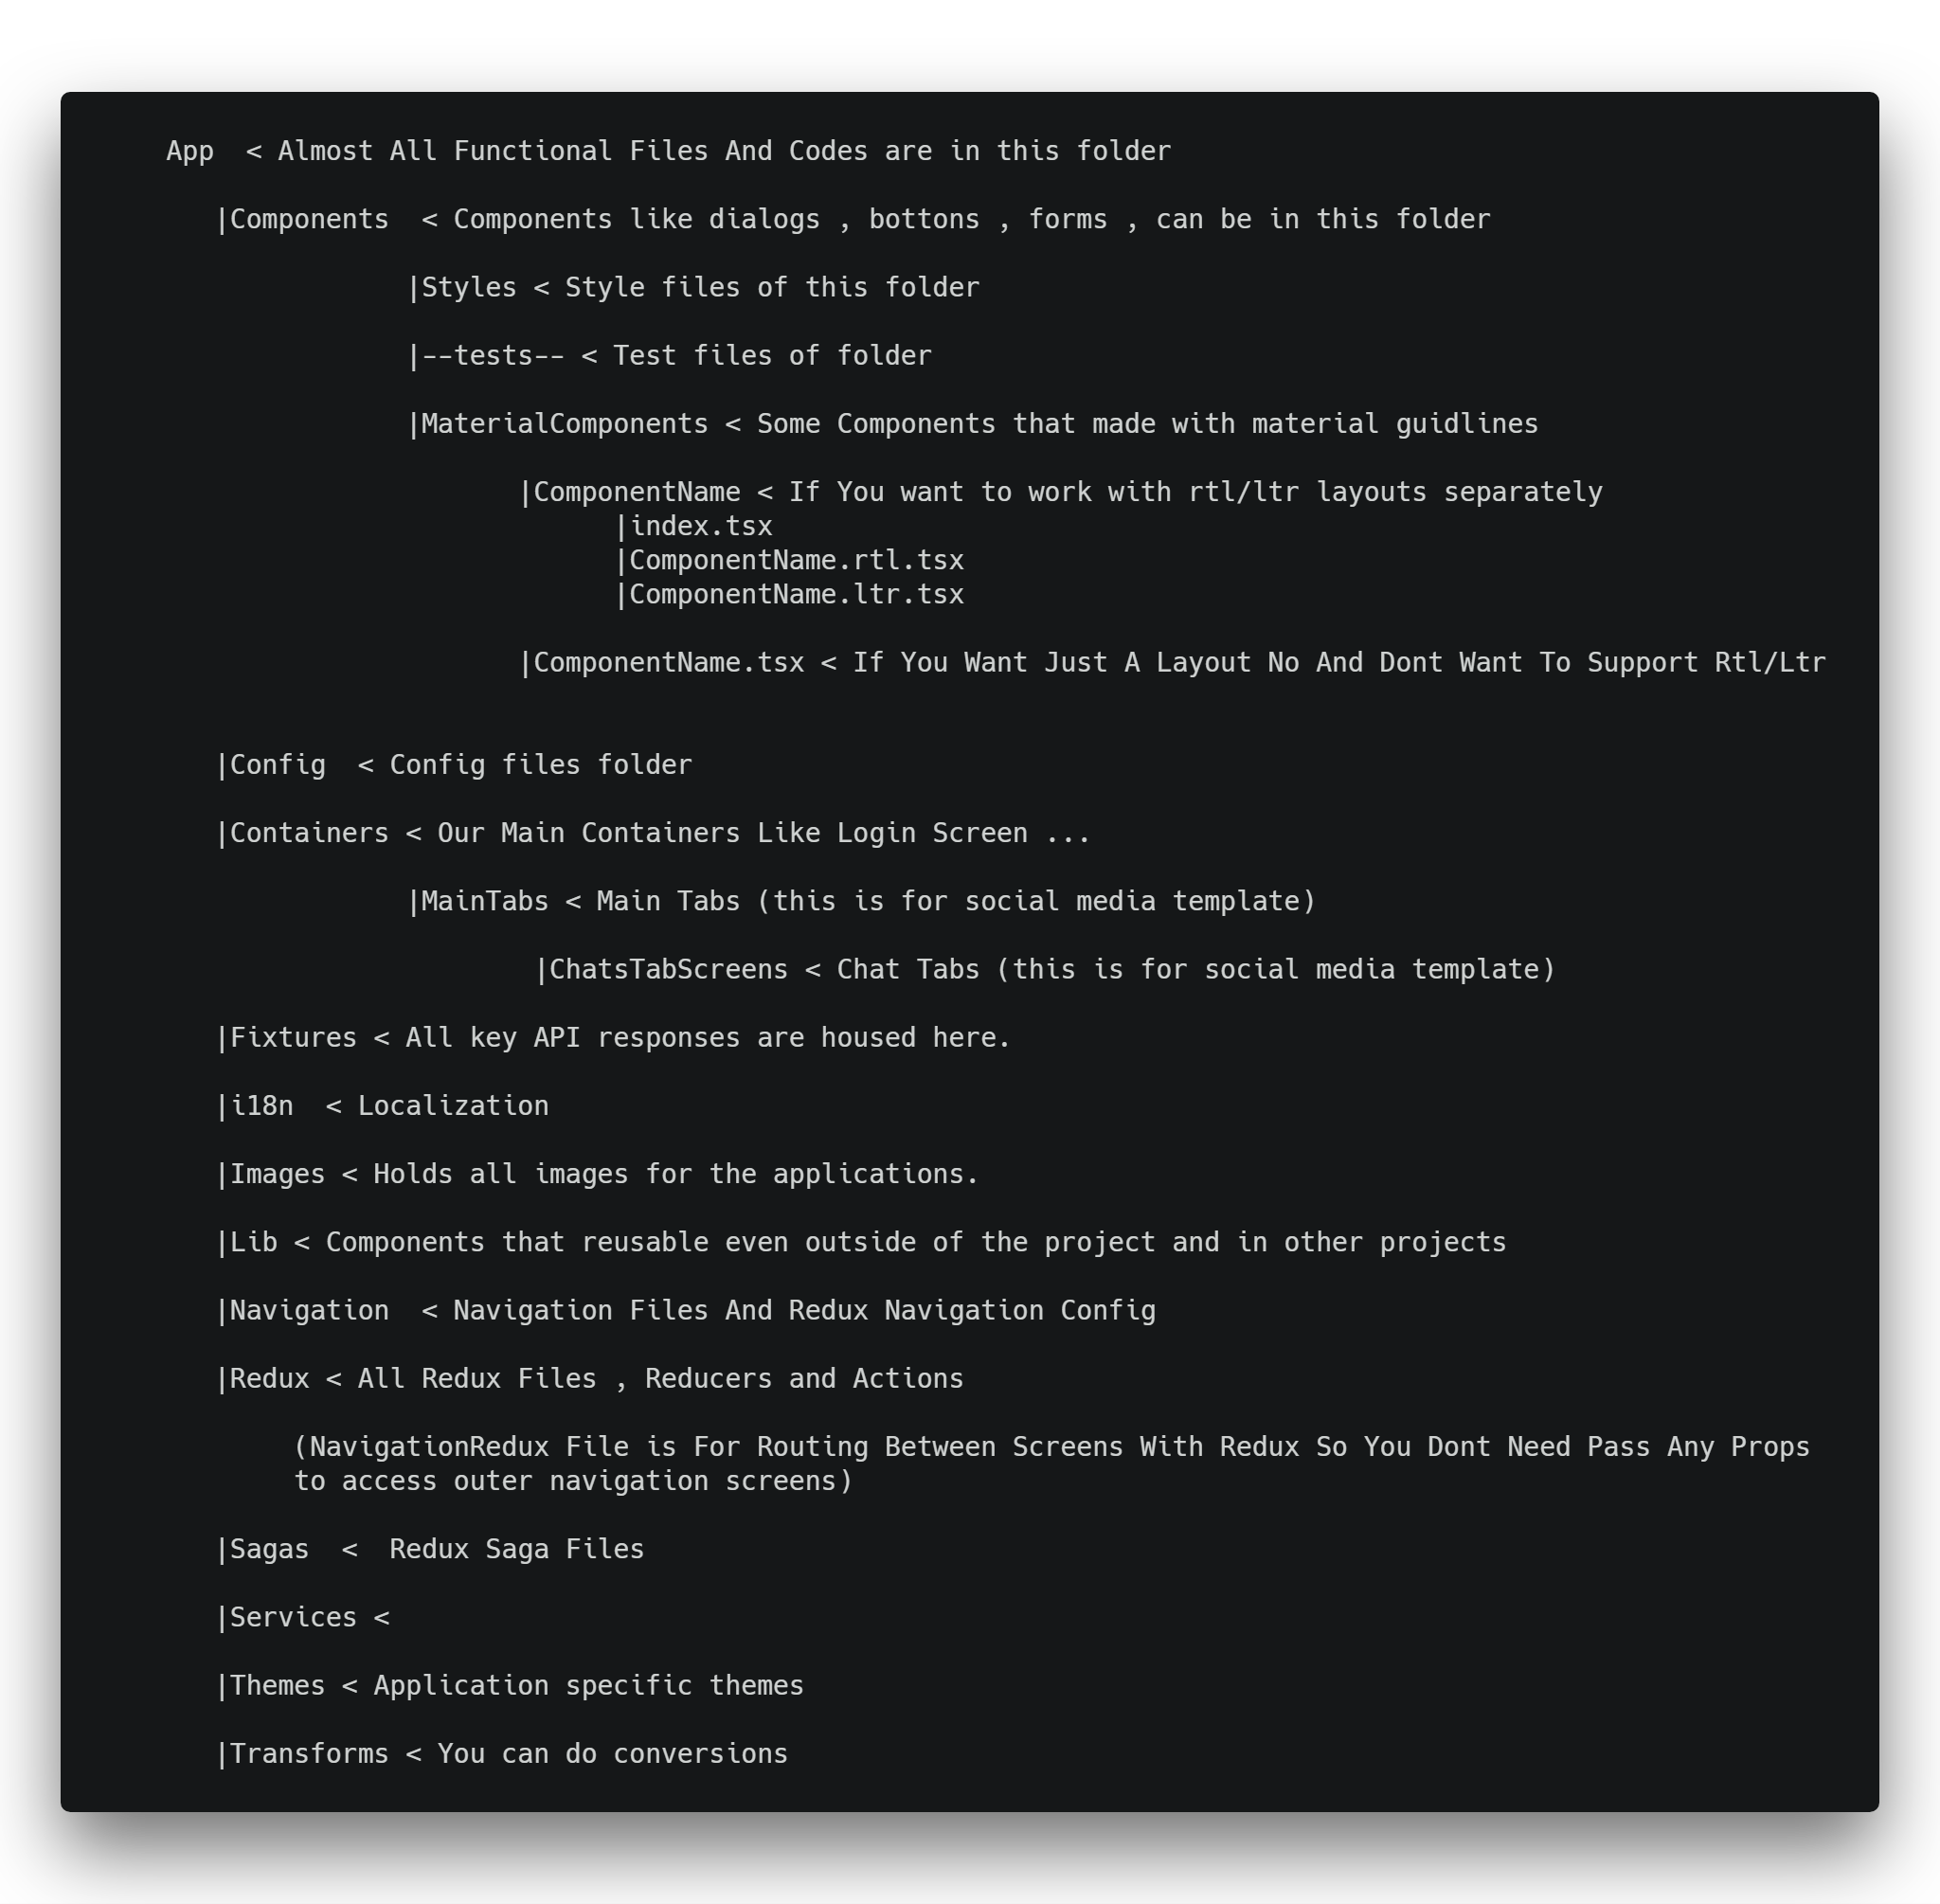 App  < Almost All Functional Files And Codes are in this folder
|Components  < Components like dialogs , bottons , forms , can be in this folder
|Styles < Style files of this folder
|--tests-- < Test files of folder
|MaterialComponents < Some Components that made with material guidlines
|ComponentName < If You want to work with rtl/ltr layouts separately
|index.tsx
|ComponentName.rtl.tsx
|ComponentName.ltr.tsx
|ComponentName.tsx < If You Want Just A Layout No And Dont Want To Support Rtl/Ltr
|Config  < Config files folder
|Containers < Our Main Containers Like Login Screen ...
|MainTabs < Main Tabs (this is for social media template)
|ChatsTabScreens < Chat Tabs (this is for social media template)
|Fixtures < All key API responses are housed here.
|i18n  < Localization
|Images < Holds all images for the applications.
|Lib < Components that reusable even outside of the project and in other projects
|Navigation  < Navigation Files And Redux Navigation Config
|Redux < All Redux Files , Reducers and Actions
(NavigationRedux File is For Routing Between Screens With Redux So You Dont Need Pass Any Props
to access outer navigation screens)
|Sagas  <  Redux Saga Files
|Services <
|Themes < Application specific themes
|Transforms < You can do conversions